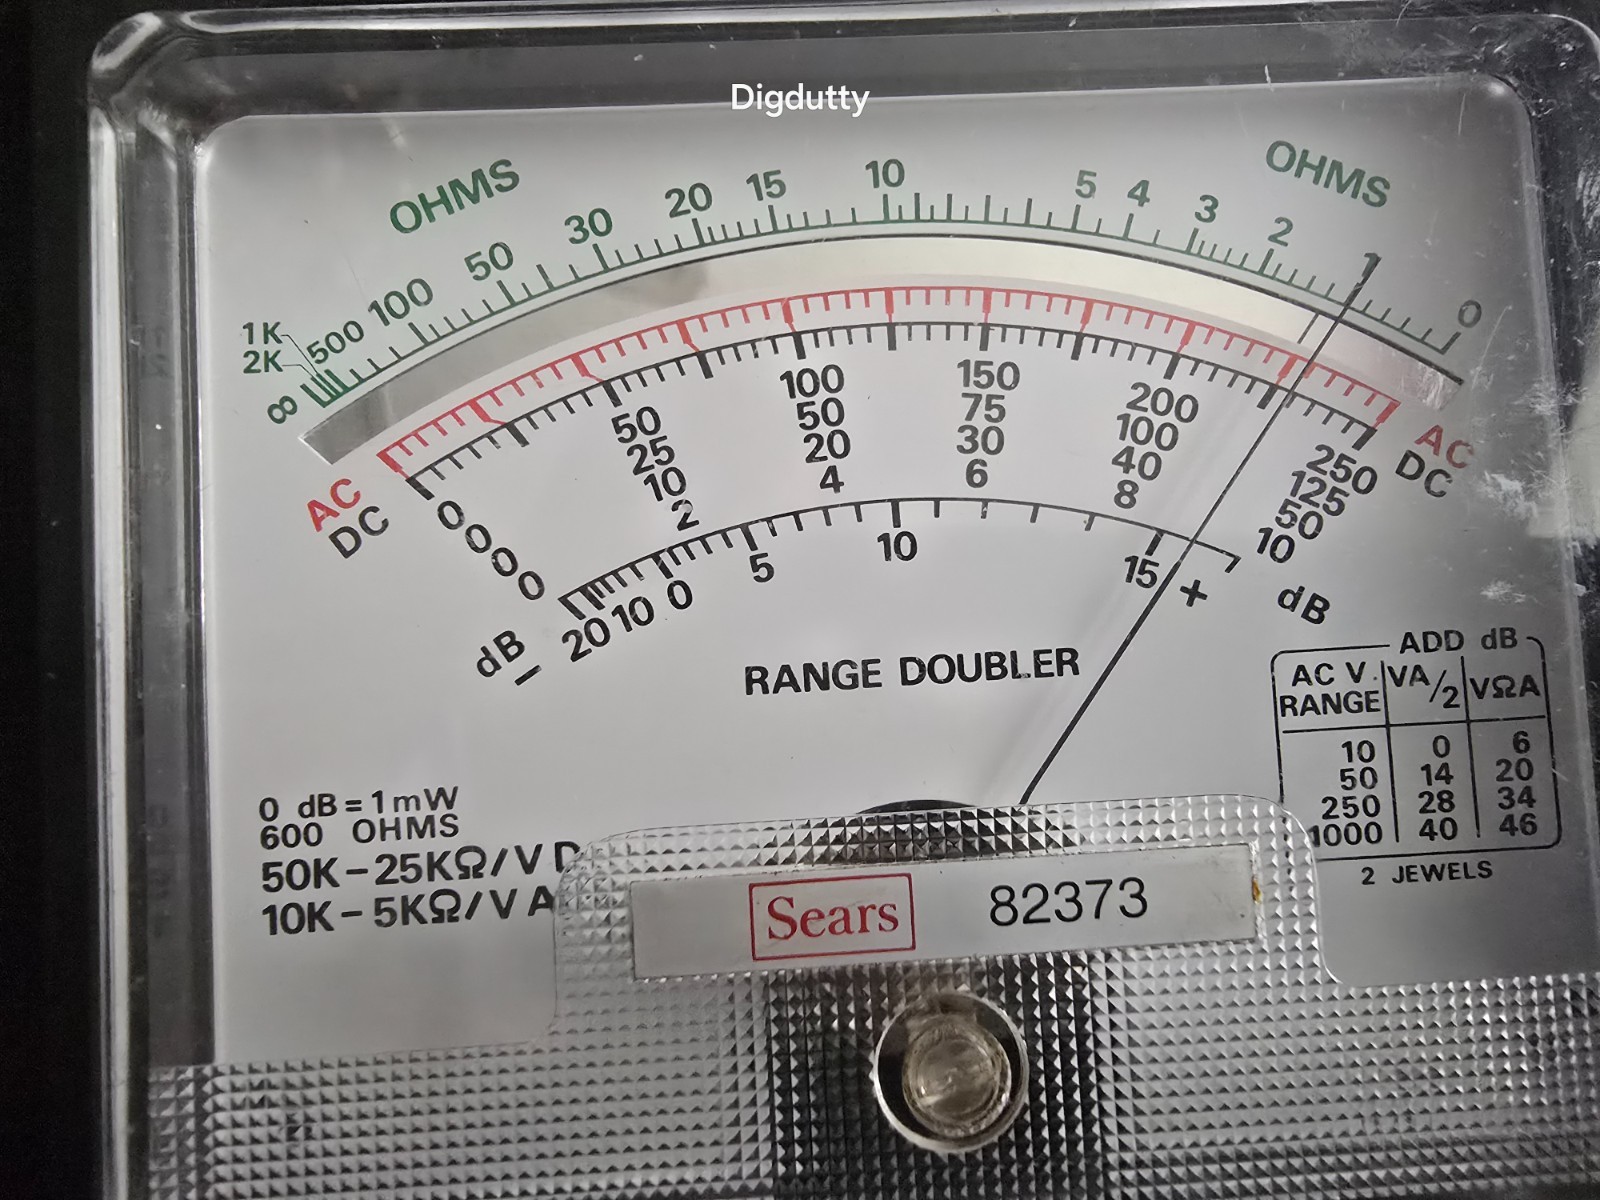 Digdutty
OHMS
OHMS
1K
2K
∞ 500 100 50 30 20 15 10 5 4 3 2 1 0
AC
DC
AC
DC
0 50 100 150 200 250
0 25 50 75 100 125
0 10 20 30 40 50
0 2 4 6 8 10
dB − 20 10 0 5 10 15 + dB
RANGE DOUBLER
ADD dB
AC V. RANGE VA/2 VΩA
10 0 6
50 14 20
250 28 34
1000 40 46
2 JEWELS
0 dB = 1mW
600 OHMS
50K–25KΩ/V D
10K–5KΩ/V A
Sears 82373